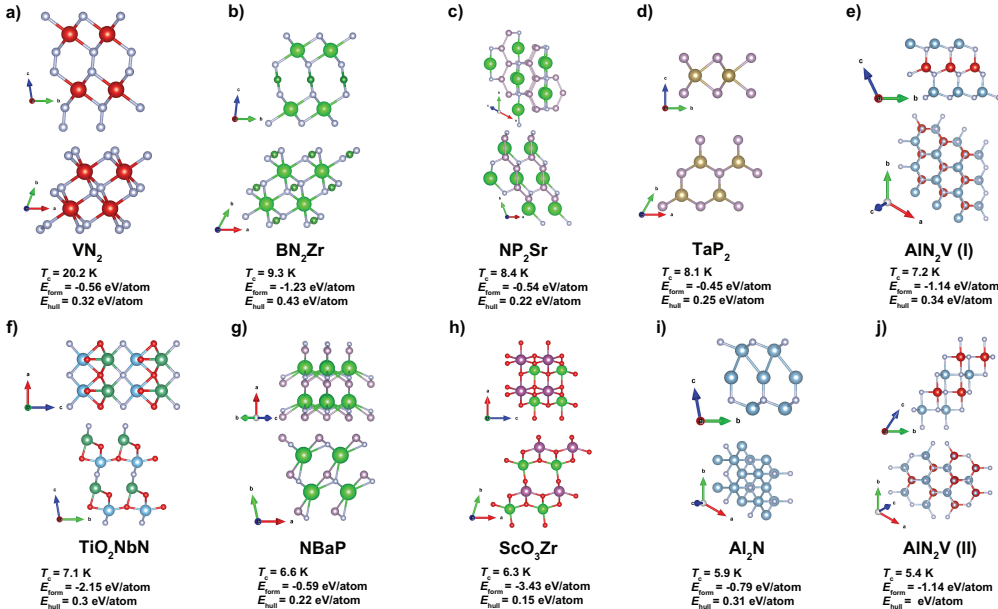 a)
b)
c)
d)
e)
c
b
c
b
c
b
c
b
b
a
b
a
b
a
b
a
b
c
a
VN2
Tc = 20.2 K
Eform = -0.56 eV/atom
Ehull = 0.32 eV/atom
BN2Zr
Tc = 9.3 K
Eform = -1.23 eV/atom
Ehull = 0.43 eV/atom
NP2Sr
Tc = 8.4 K
Eform = -0.54 eV/atom
Ehull = 0.22 eV/atom
TaP2
Tc = 8.1 K
Eform = -0.45 eV/atom
Ehull = 0.25 eV/atom
AlN2V (I)
Tc = 7.2 K
Eform = -1.14 eV/atom
Ehull = 0.34 eV/atom
f)
g)
h)
i)
j)
a
c
a
b
c
a
c
c
b
c
b
c
b
b
a
b
a
b
c
a
b
c
a
TiO2NbN
Tc = 7.1 K
Eform = -2.15 eV/atom
Ehull = 0.3 eV/atom
NBaP
Tc = 6.6 K
Eform = -0.59 eV/atom
Ehull = 0.22 eV/atom
ScO3Zr
Tc = 6.3 K
Eform = -3.43 eV/atom
Ehull = 0.15 eV/atom
Al2N
Tc = 5.9 K
Eform = -0.79 eV/atom
Ehull = 0.31 eV/atom
AlN2V (II)
Tc = 5.4 K
Eform = -1.14 eV/atom
Ehull = eV/atom